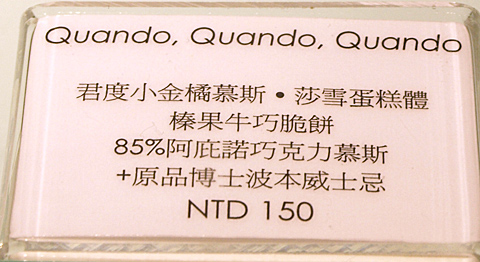 Quando, Quando, Quando
君度小金橘慕斯•莎雪蛋糕體
榛果牛巧脆餅
85%阿庇諾巧克力慕斯
+原品博士波本威士忌
NTD 150